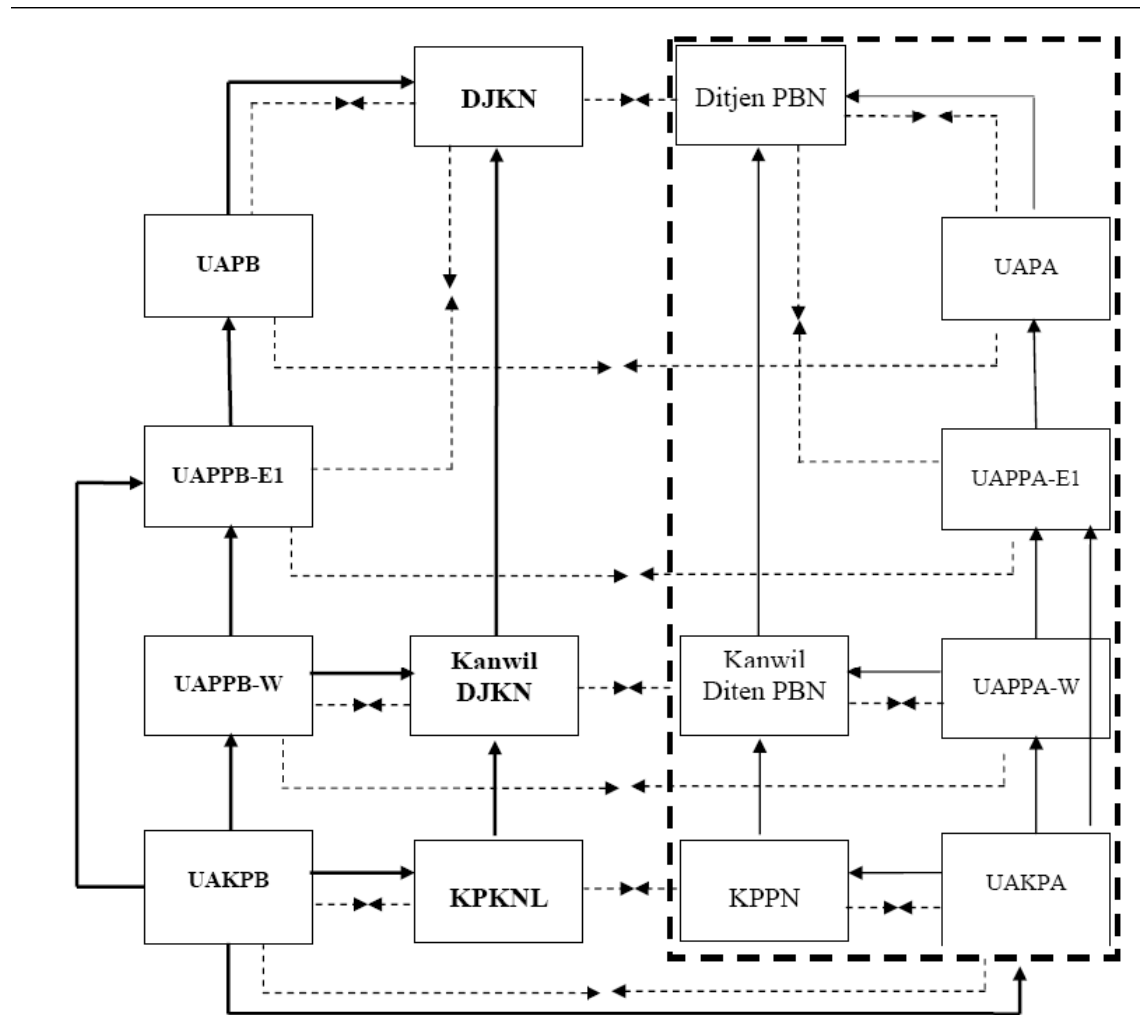 DJKN
Ditjen PBN
UAPB
UAPA
UAPPB-E1
UAPPA-E1
UAPPB-W
Kanwil
DJKN
Kanwil
Diten PBN
UAPPA-W
UAKPB
KPKNL
KPPN
UAKPA